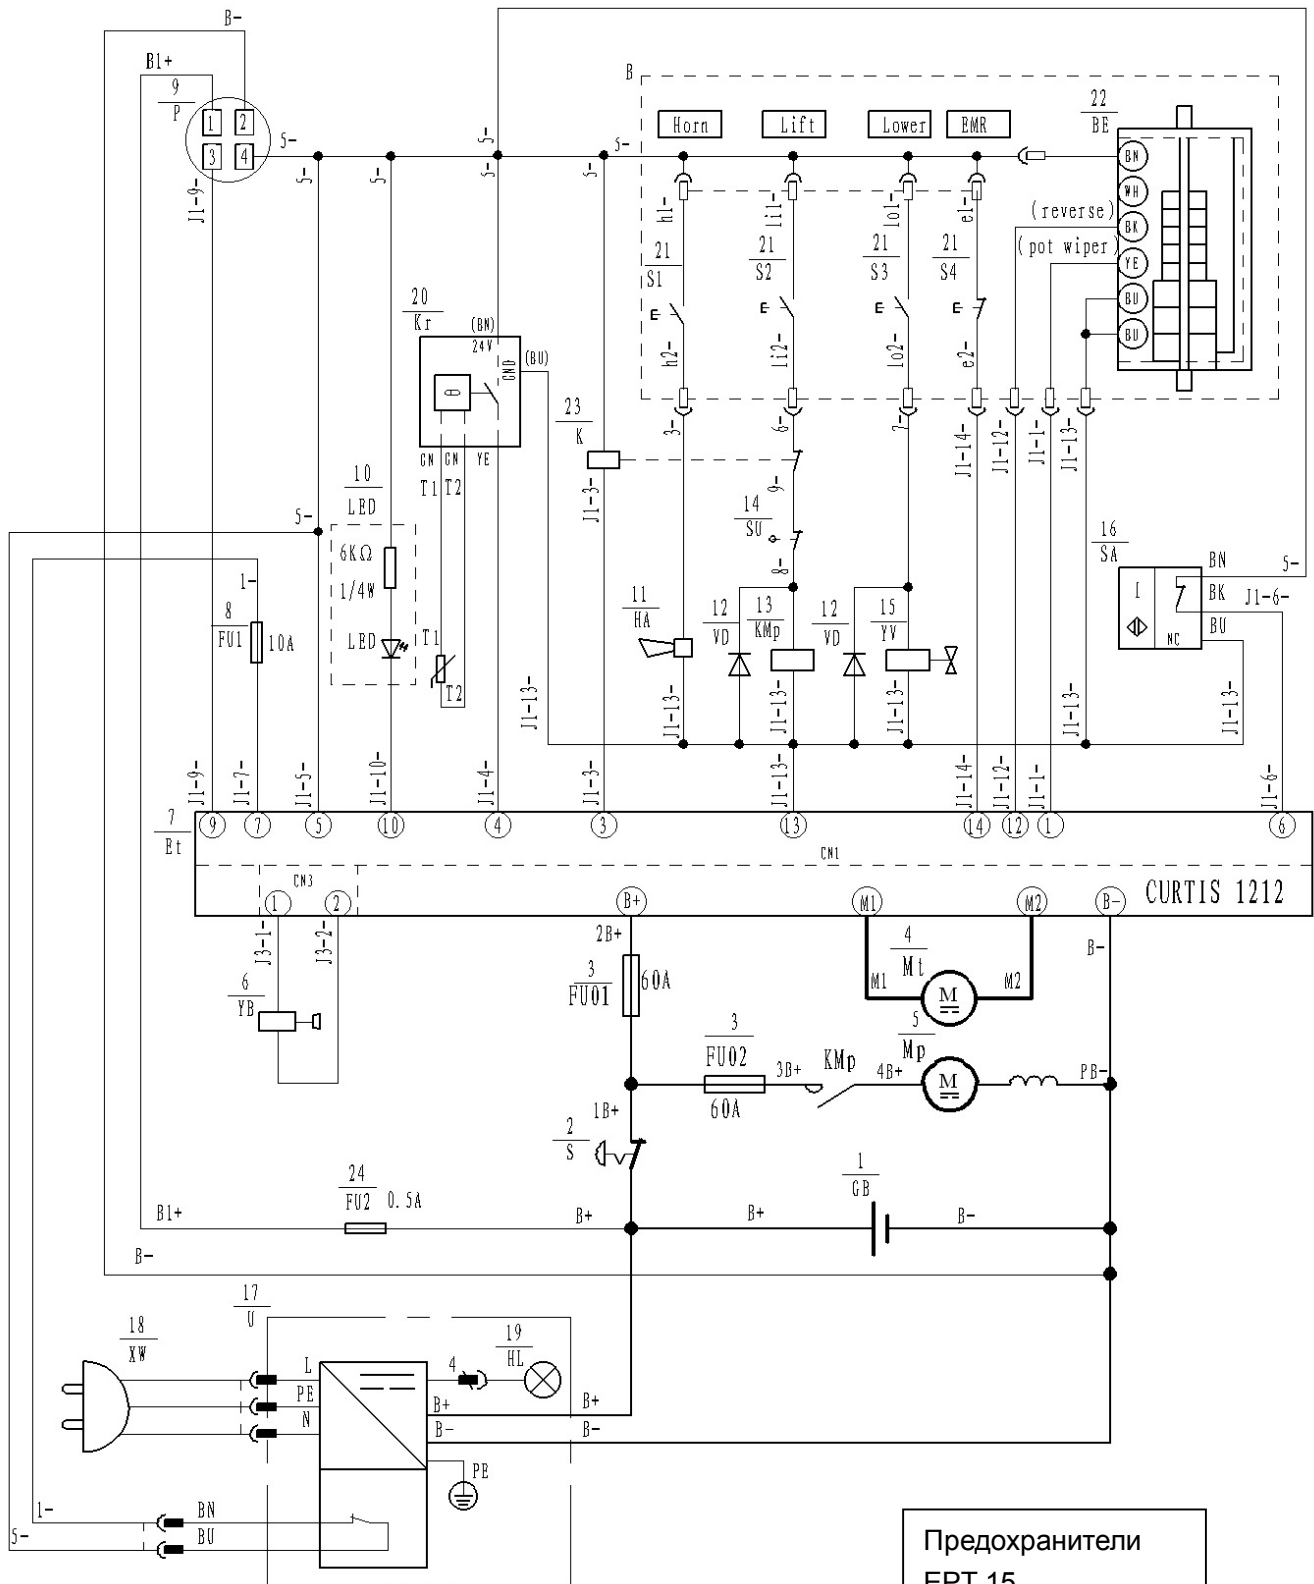 B-
B1+
9
P
1
2
3
4
5-
J1-9-
5-
5-
5-
5-
5-
5-
B
Horn
Lift
Lower
EMR
22
BE
BN
WH
(reverse)
BK
(pot wiper)
YE
BU
BU
h1-
li1-
lo1-
e1-
21
S1
21
S2
21
S3
21
S4
h2-
li2-
lo2-
e2-
20
Kr
(BN)
24V
GND
(BU)
θ
GN
GN
YE
T1
T2
23
K
J1-3-
3-
6-
7-
J1-14-
J1-12-
J1-1-
J1-13-
9-
14
SU
8-
10
LED
6KΩ
1/4W
LED
5-
1-
8
FU1
10A
T1
T2
11
HA
12
VD
13
KMp
12
VD
15
YV
16
SA
I
NC
BN
5-
BK
J1-6-
BU
J1-13-
J1-13-
J1-13-
J1-13-
J1-13-
J1-13-
J1-9-
J1-7-
J1-5-
J1-10-
J1-4-
J1-3-
J1-13-
J1-14-
J1-12-
J1-1-
J1-6-
7
Et
9
7
5
10
4
3
13
14
12
1
6
CN1
CN3
1
2
B+
M1
M2
B-
CURTIS 1212
J3-1-
J3-2-
2B+
B-
6
YB
3
FU01
60A
4
Mt
M1
M
M2
3
FU02
60A
3B+
KMp
4B+
5
Mp
M
PB-
1B+
2
S
24
FU2
0.5A
B1+
B+
B+
1
GB
B-
B-
17
U
18
XW
L
PE
N
4
19
HL
B+
B+
B-
B-
PE
1-
BN
5-
BU
Предохранители
EPT 15